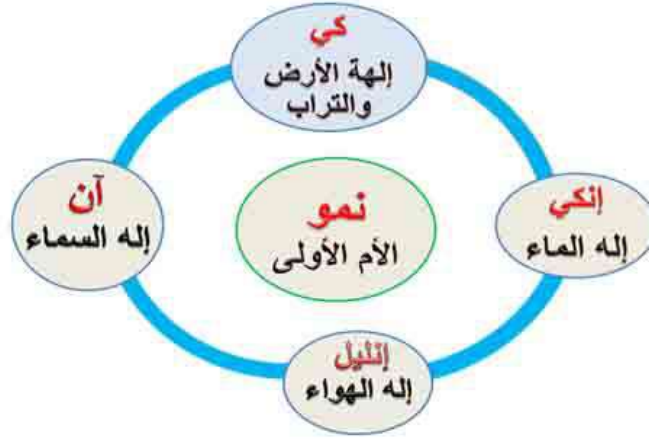 كي
إلهة الأرض
والتراب
إنكي
إله الماء
نمو
الأم الأولى
آن
إله السماء
إنليل
إله الهواء